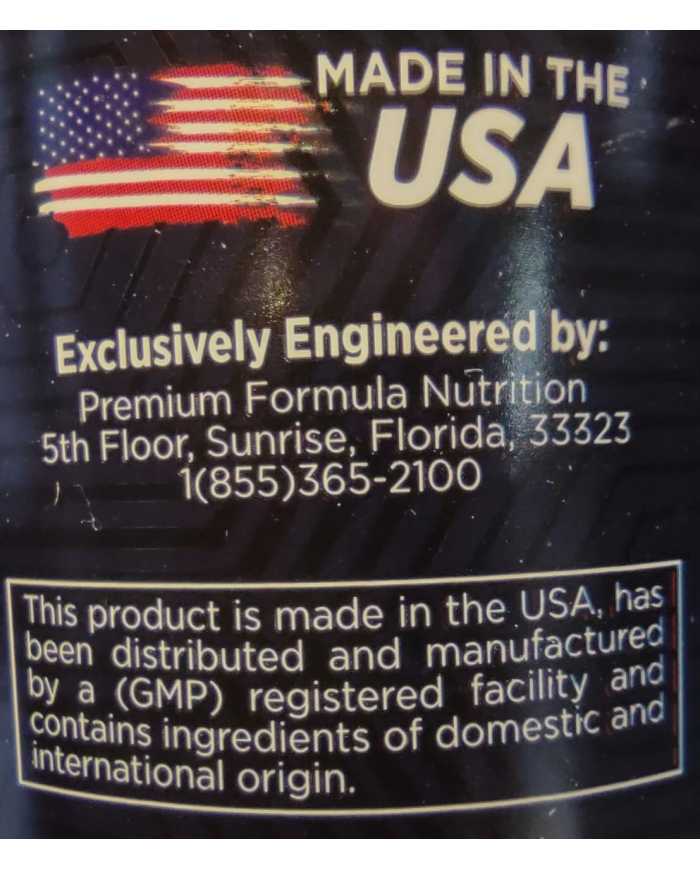 MADE IN THE
USA
Exclusively Engineered by:
Premium Formula Nutrition
5th Floor, Sunrise, Florida, 33323
1(855)365-2100
This product is made in the USA, has
been distributed and manufactured
by a (GMP) registered facility and
contains ingredients of domestic and
international origin.